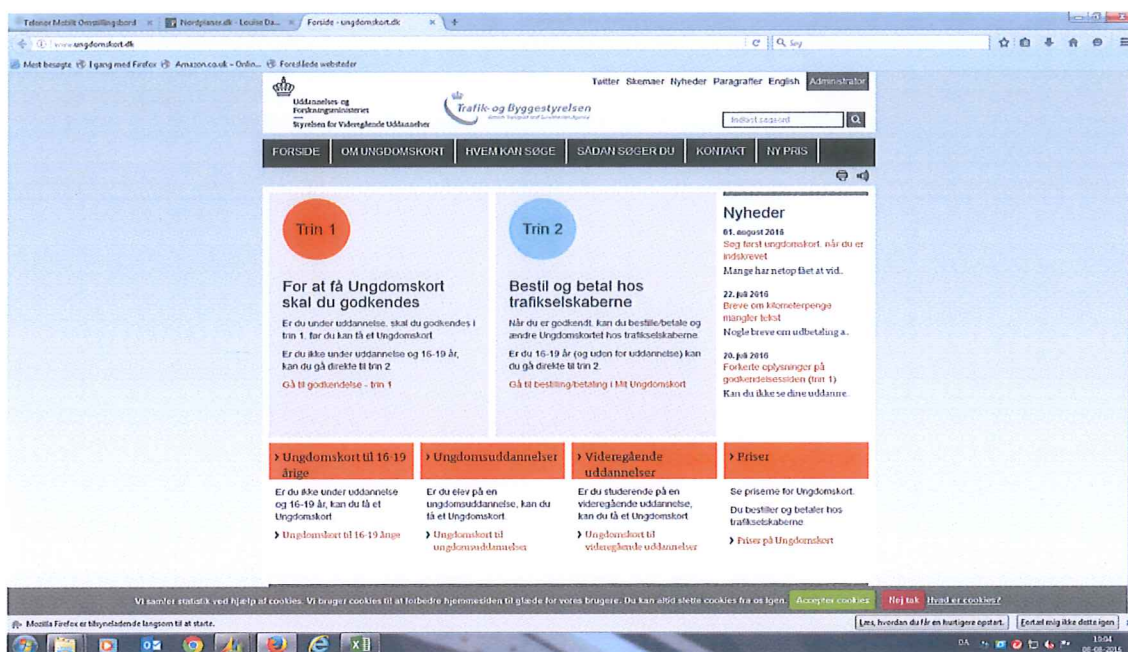 Telenor Mobilt Omstillingsbord
Nordplaner.dk - Louise Da...
Forside - ungdomskort.dk
www.ungdomskort.dk
Søg
Mest besøgte
I gang med Firefox
Amazon.co.uk – Onlin...
Foreslåede websteder
Twitter Skemaer Nyheder Paragraffer English Administrator
Uddannelses og
Forskningsministeriet
Styrelsen for Videregående Uddannelser
Trafik- og Byggestyrelsen
Indtast søgeord
FORSIDE
OM UNGDOMSKORT
HVEM KAN SØGE
SÅDAN SØGER DU
KONTAKT
NY PRIS
Trin 1
For at få Ungdomskort
skal du godkendes
Er du under uddannelse, skal du godkendes i
trin 1, før du kan få et Ungdomskort
Er du ikke under uddannelse og 16-19 år,
kan du gå direkte til trin 2.
Gå til godkendelse - trin 1
Trin 2
Bestil og betal hos
trafikselskaberne
Når du er godkendt, kan du bestille/betale og
ændre Ungdomskortet hos trafikselskaberne
Er du 16-19 år (og uden for uddannelse) kan
du gå direkte til trin 2.
Gå til bestilling/betaling i Mit Ungdomskort
Nyheder
01. august 2016
Søg først ungdomskort, når du er
indskrevet
Mange har netop fået at vid..
22. juli 2016
Breve om kilometerpenge
mangler tekst
Nogle breve om udbetaling a..
20. juli 2016
Forkerte oplysninger på
godkendelsessiden (trin 1)
Kan du ikke se dine uddanne..
Ungdomskort til 16-19
årige
Er du ikke under uddannelse
og 16-19 år, kan du få et
Ungdomskort
Ungdomskort til 16-19 årige
Ungdomsuddannelser
Er du elev på en
ungdomsuddannelse, kan du
få et Ungdomskort.
Ungdomskort til
ungdomsuddannelser
Videregående
uddannelser
Er du studerende på en
videregående uddannelse,
kan du få et Ungdomskort
Ungdomskort til
videregående uddannelser
Priser
Se priserne for Ungdomskort.
Du bestiller og betaler hos
trafikselskaberne
Priser på Ungdomskort
Vi samler statistik ved hjælp af cookies. Vi bruger cookies til at forbedre hjemmesiden til glæde for vores brugere. Du kan altid slette cookies fra os igen. Accepter cookies Nej tak Hvad er cookies?
Mozilla Firefox er tilsyneladende langsom til at starte.
Læs, hvordan du får en hurtigere opstart.
Fortæl mig ikke dette igen
DA
15:04
08-08-2016